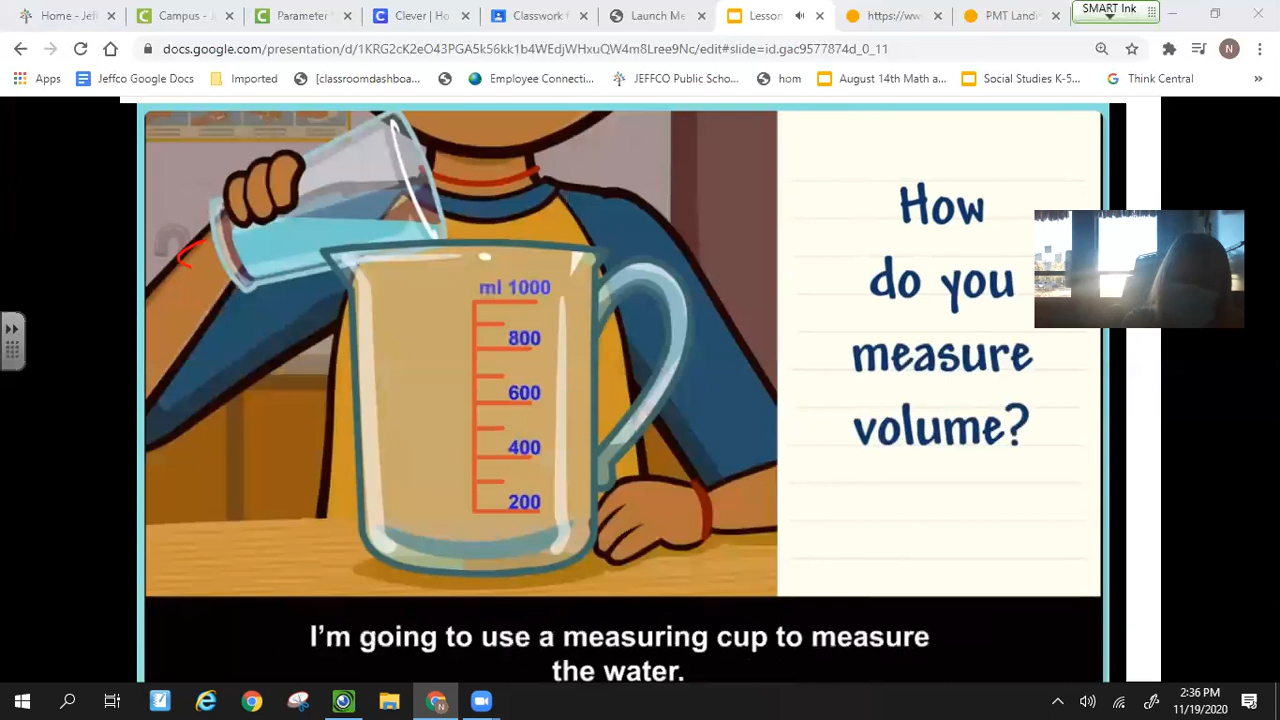 Home - Jef
Campus - J
Parameter
Clever | Ho
Classwork f
Launch Me
Lesson
https://ww
PMT Landi
SMART Ink
docs.google.com/presentation/d/1KRG2cK2eO43PGA5k56kk1b4WEdjWHxuQW4m8Lree9Nc/edit#slide=id.gac9577874d_0_11
N
Apps
Jeffco Google Docs
Imported
[classroomdashboa...
Employee Connecti...
JEFFCO Public Scho...
h3m
August 14th Math a...
Social Studies K-5...
Think Central
»
ml 1000
800
600
400
200
How
do you
measure
volume?
I'm going to use a measuring cup to measure
the water.
2:36 PM
11/19/2020